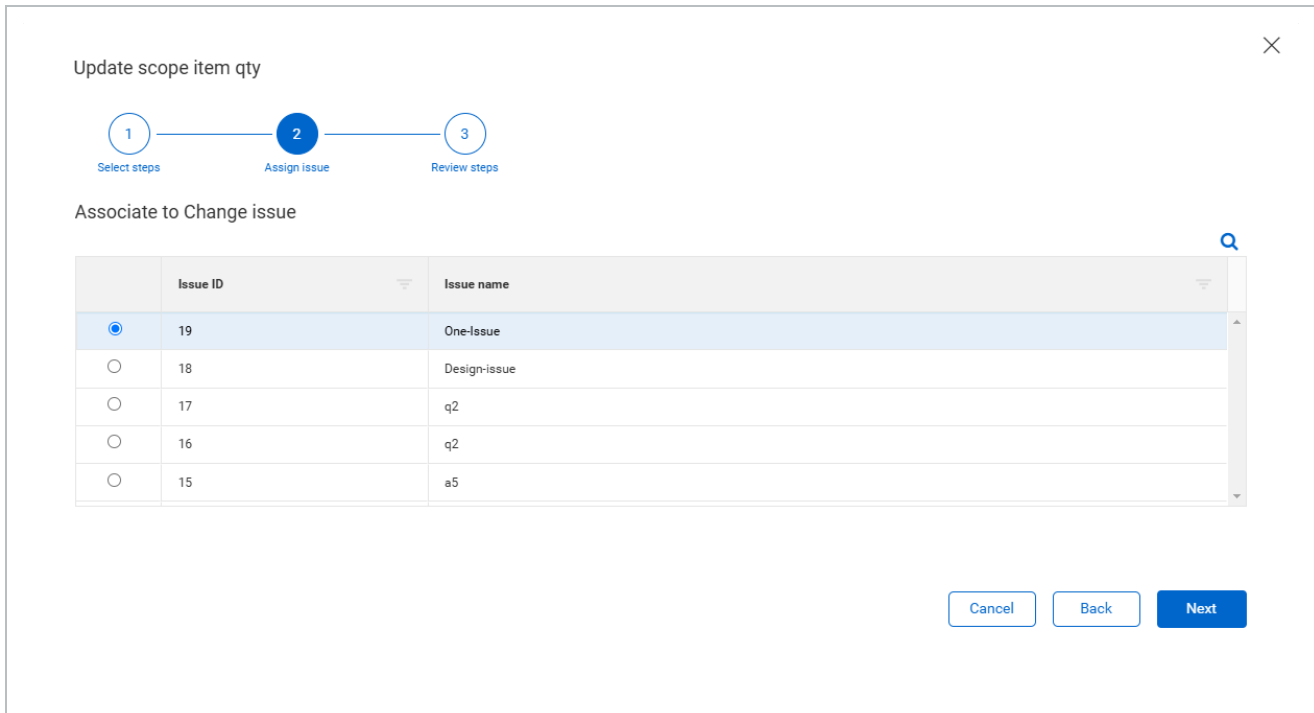 Update scope item qty
1 2 3
Select steps Assign issue Review steps
Associate to Change issue
Issue ID Issue name
19 One-Issue
18 Design-issue
17 q2
16 q2
15 a5
Cancel Back Next